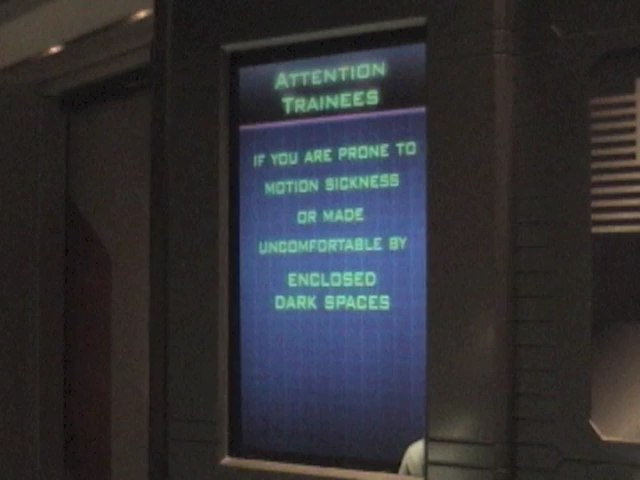 ATTENTION
TRAINEES
IF YOU ARE PRONE TO
MOTION SICKNESS
OR MADE
UNCOMFORTABLE BY
ENCLOSED
DARK SPACES